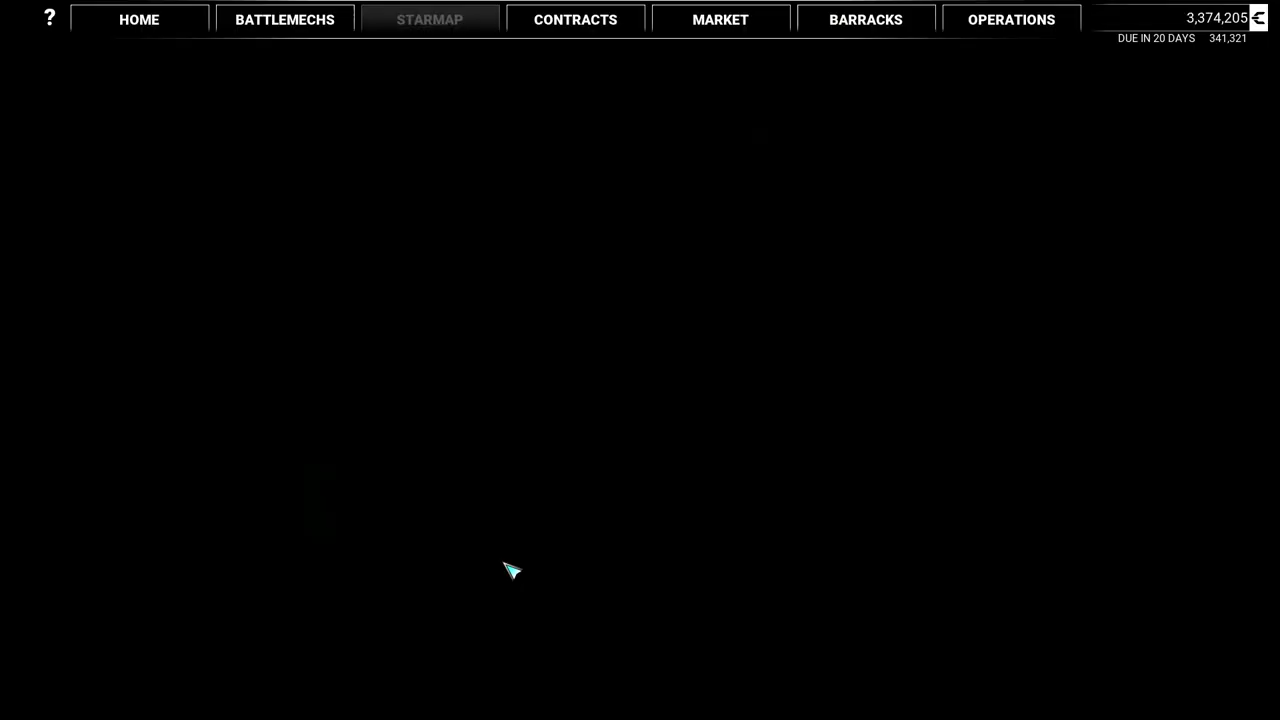 ? HOME BATTLEMECHS STARMAP CONTRACTS MARKET BARRACKS OPERATIONS 3,374,205
DUE IN 20 DAYS 341,321